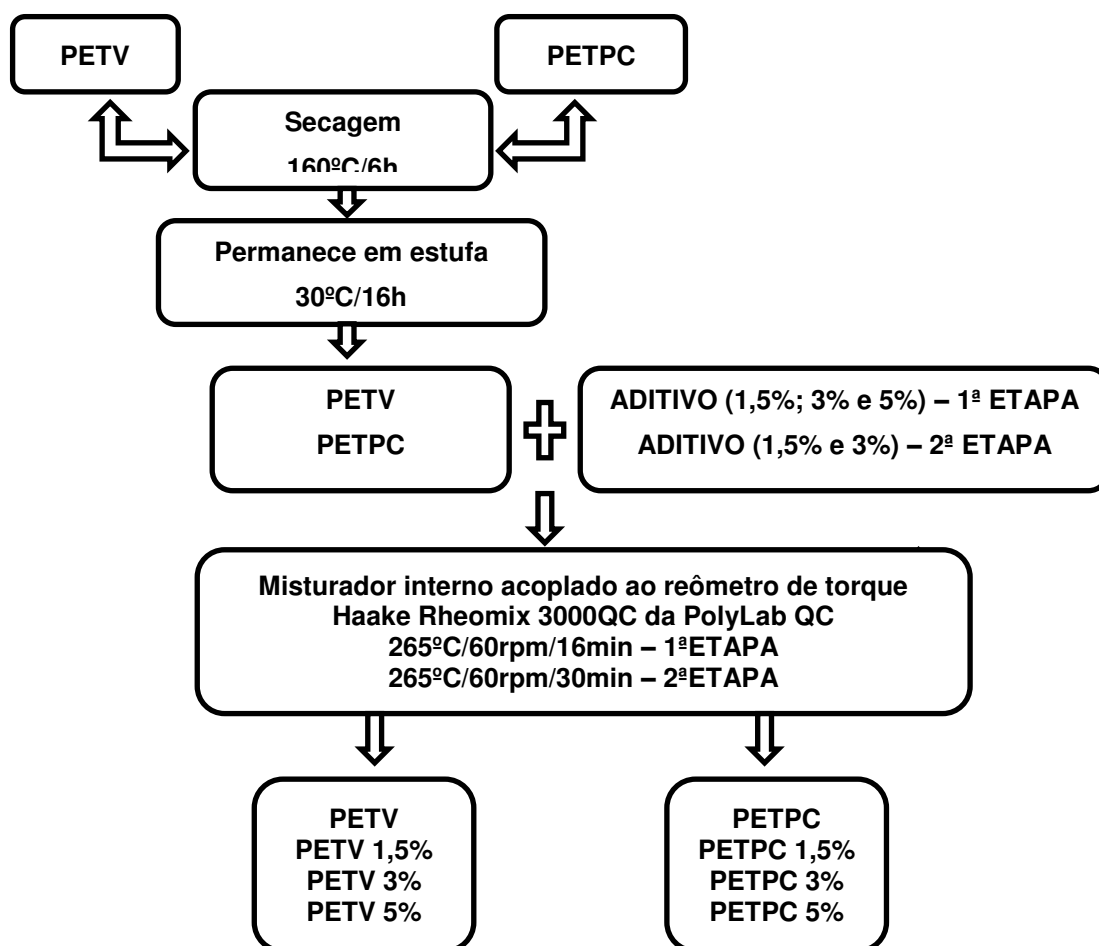 PETV
PETPC
Secagem
160ºC/6h
Permanece em estufa
30ºC/16h
PETV
PETPC
ADITIVO (1,5%; 3% e 5%) – 1ª ETAPA
ADITIVO (1,5% e 3%) – 2ª ETAPA
Misturador interno acoplado ao reômetro de torque
Haake Rheomix 3000QC da PolyLab QC
265ºC/60rpm/16min – 1ªETAPA
265ºC/60rpm/30min – 2ªETAPA
PETV
PETV 1,5%
PETV 3%
PETV 5%
PETPC
PETPC 1,5%
PETPC 3%
PETPC 5%